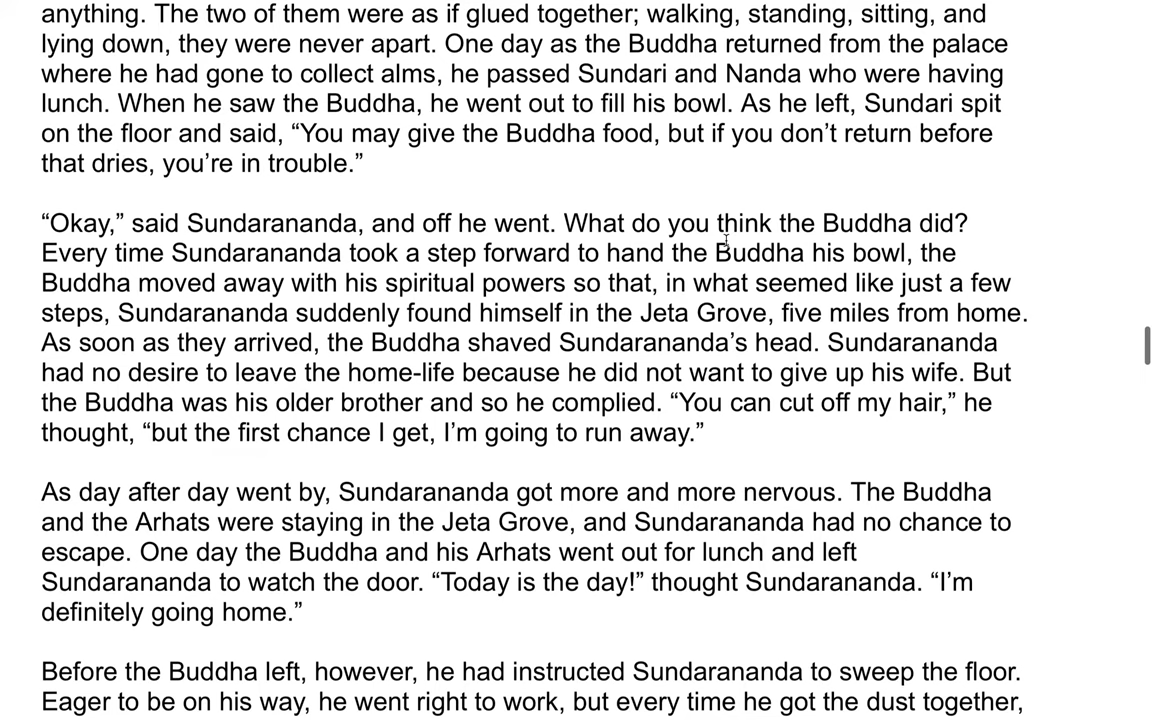 anything. The two of them were as if glued together; walking, standing, sitting, and
lying down, they were never apart. One day as the Buddha returned from the palace
where he had gone to collect alms, he passed Sundari and Nanda who were having
lunch. When he saw the Buddha, he went out to fill his bowl. As he left, Sundari spit
on the floor and said, “You may give the Buddha food, but if you don’t return before
that dries, you’re in trouble.”
“Okay,” said Sundarananda, and off he went. What do you think the Buddha did?
Every time Sundarananda took a step forward to hand the Buddha his bowl, the
Buddha moved away with his spiritual powers so that, in what seemed like just a few
steps, Sundarananda suddenly found himself in the Jeta Grove, five miles from home.
As soon as they arrived, the Buddha shaved Sundarananda’s head. Sundarananda
had no desire to leave the home-life because he did not want to give up his wife. But
the Buddha was his older brother and so he complied. “You can cut off my hair,” he
thought, “but the first chance I get, I’m going to run away.”
As day after day went by, Sundarananda got more and more nervous. The Buddha
and the Arhats were staying in the Jeta Grove, and Sundarananda had no chance to
escape. One day the Buddha and his Arhats went out for lunch and left
Sundarananda to watch the door. “Today is the day!” thought Sundarananda. “I’m
definitely going home.”
Before the Buddha left, however, he had instructed Sundarananda to sweep the floor.
Eager to be on his way, he went right to work, but every time he got the dust together,